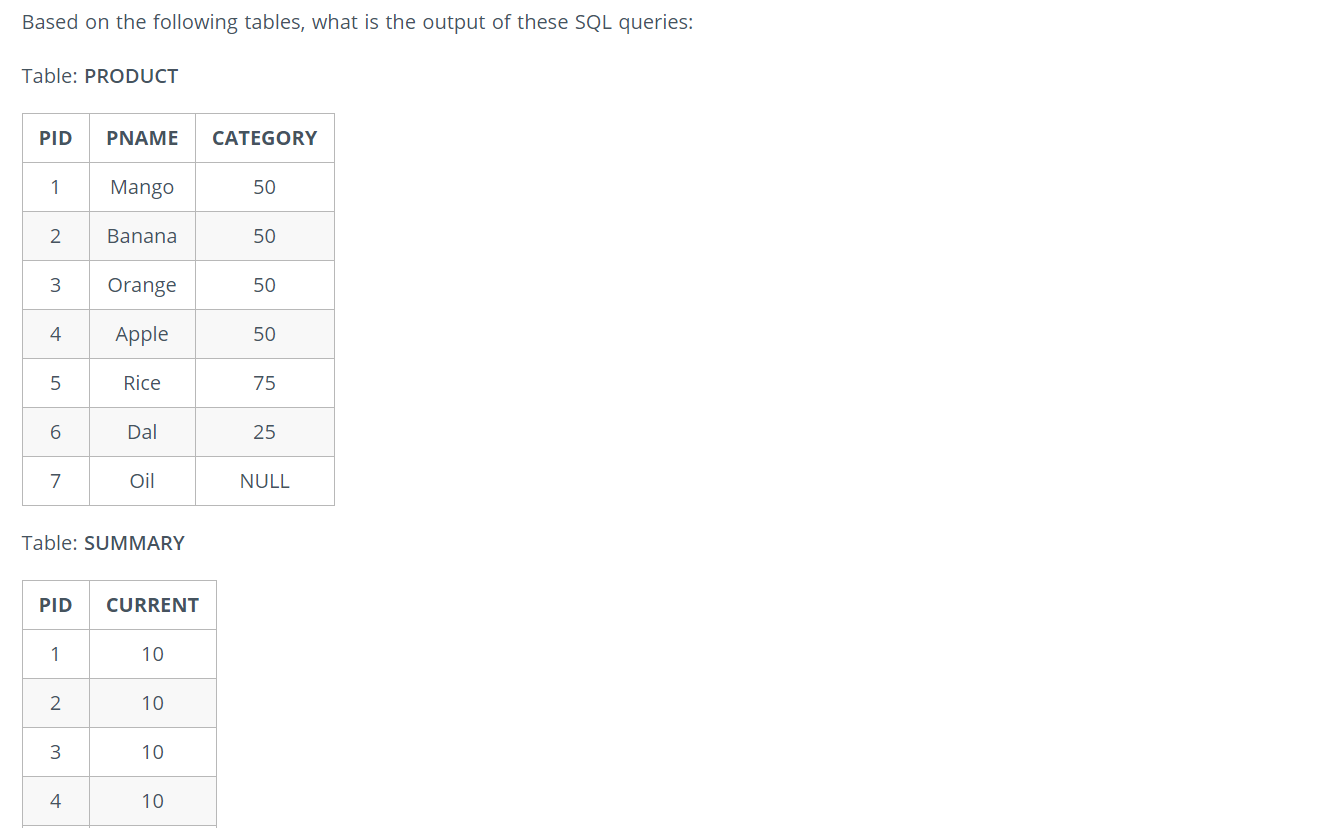 Based on the following tables, what is the output of these SQL queries:
Table: PRODUCT
PID PNAME CATEGORY
1 Mango 50
2 Banana 50
3 Orange 50
4 Apple 50
5 Rice 75
6 Dal 25
7 Oil NULL
Table: SUMMARY
PID CURRENT
1 10
2 10
3 10
4 10